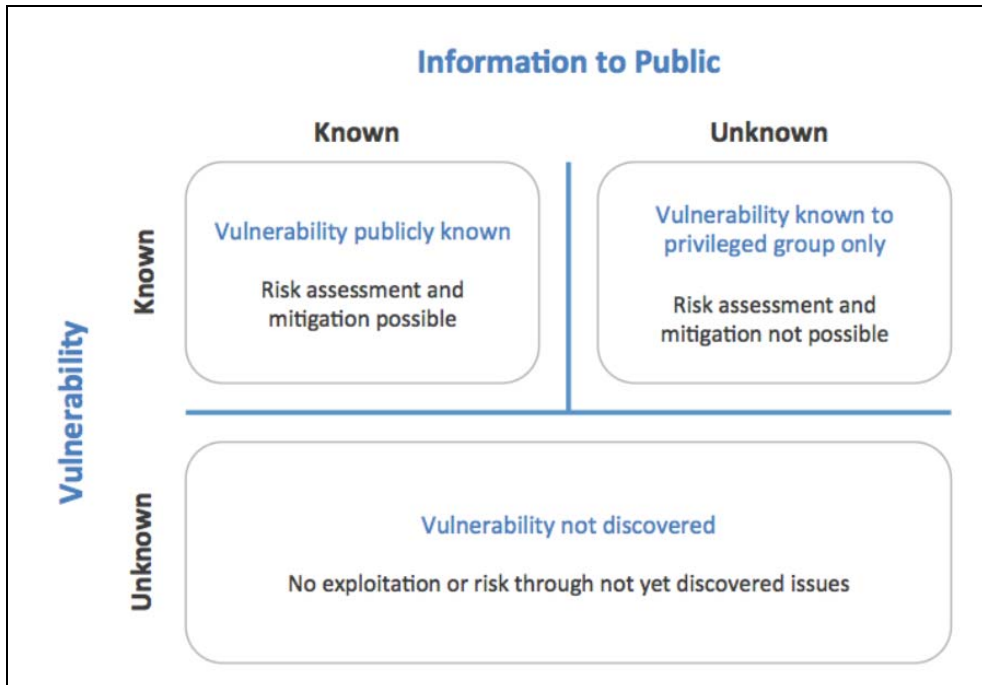 Information to Public
Known
Unknown
Vulnerability
Known
Vulnerability publicly known
Risk assessment and
mitigation possible
Vulnerability known to
privileged group only
Risk assessment and
mitigation not possible
Unknown
Vulnerability not discovered
No exploitation or risk through not yet discovered issues